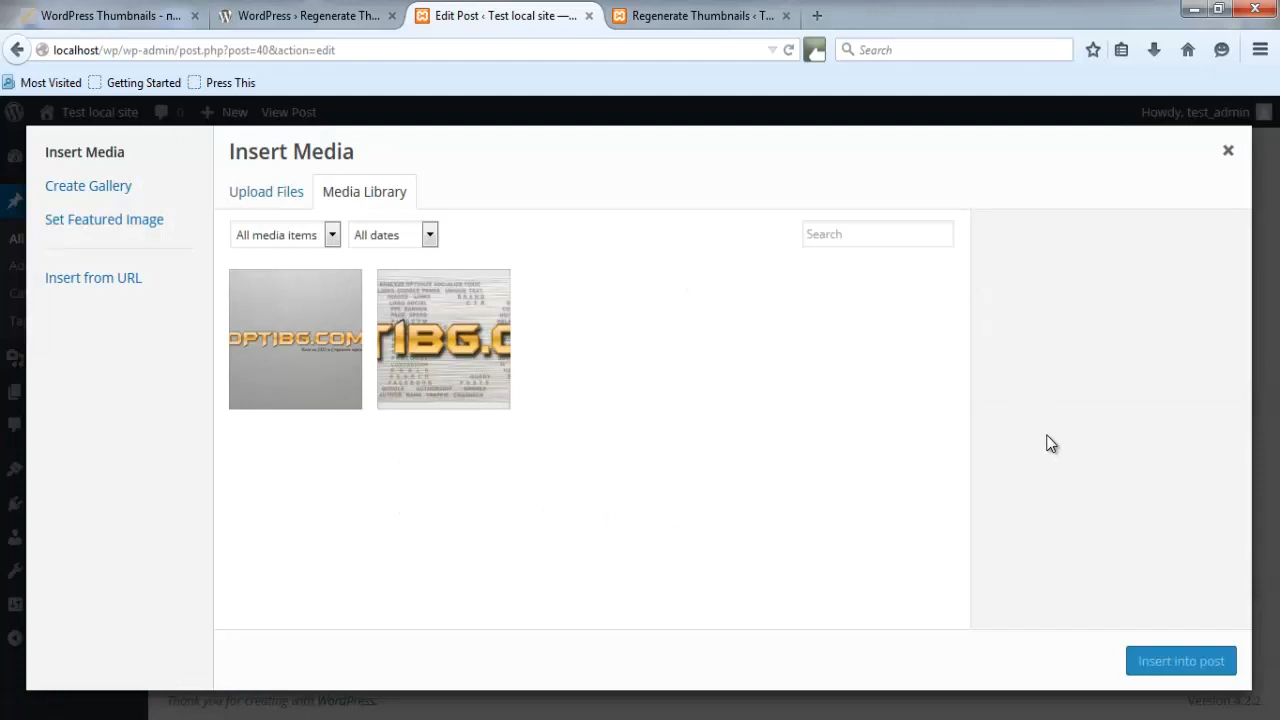 WordPress Thumbnails - n...
WordPress › Regenerate Th...
Edit Post ‹ Test local site —...
Regenerate Thumbnails ‹ T...
localhost/wp/wp-admin/post.php?post=40&action=edit
Search
Most Visited
Getting Started
Press This
Test local site
0
New
View Post
Howdy, test_admin
Insert Media
Create Gallery
Set Featured Image
Insert from URL
Insert Media
Upload Files
Media Library
All media items
All dates
Search
OPTIBG.COM
Insert into post
Thank you for creating with WordPress.
Version 4.2.2